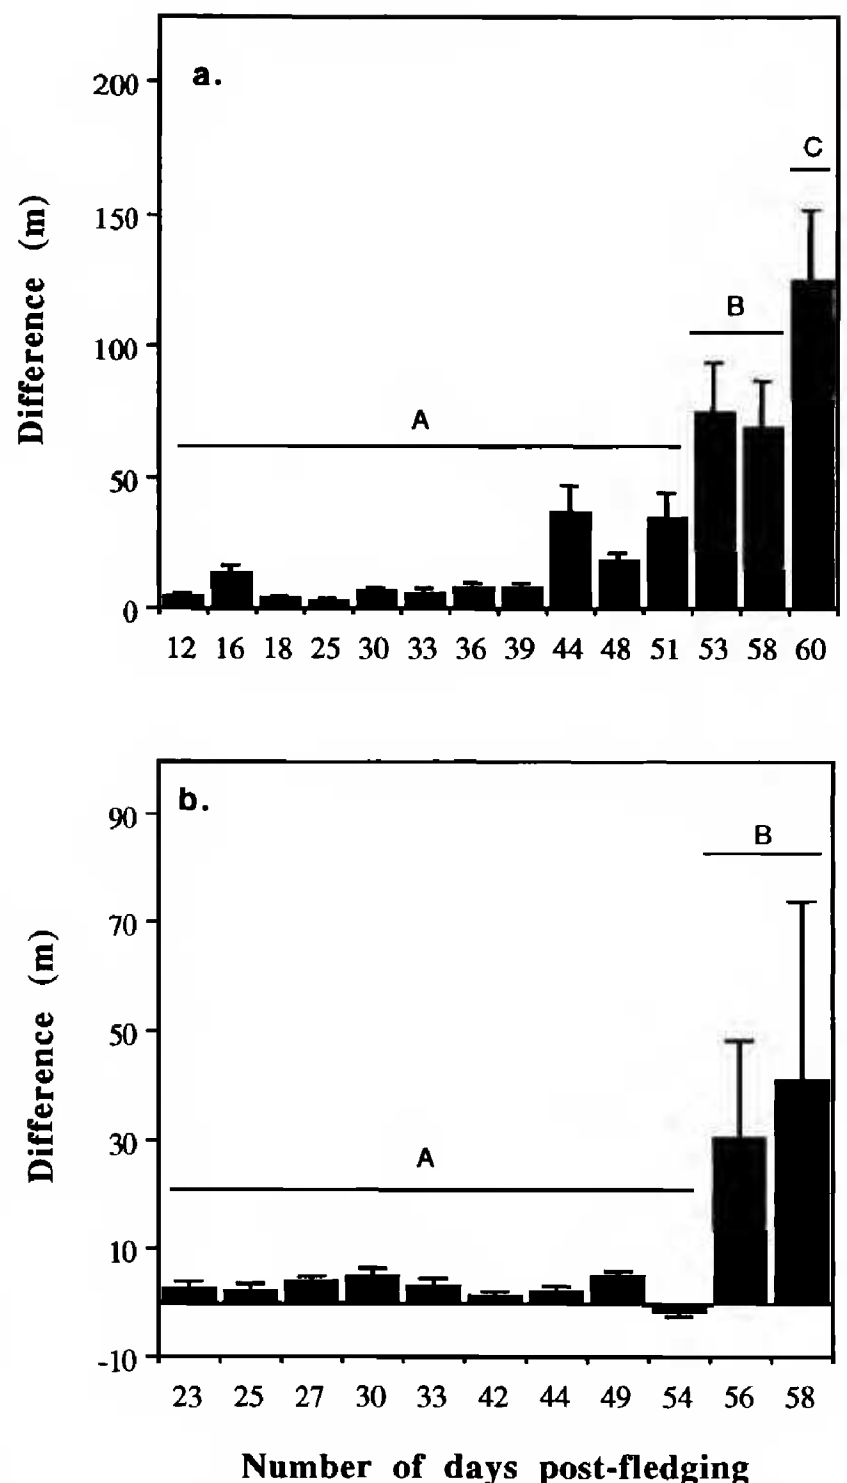 a.
200
150
100
50
0
Difference (m)
A
B
C
12 16 18 25 30 33 36 39 44 48 51 53 58 60
b.
90
70
50
30
10
-10
Difference (m)
A
B
23 25 27 30 33 42 44 49 54 56 58
Number of days post-fledging